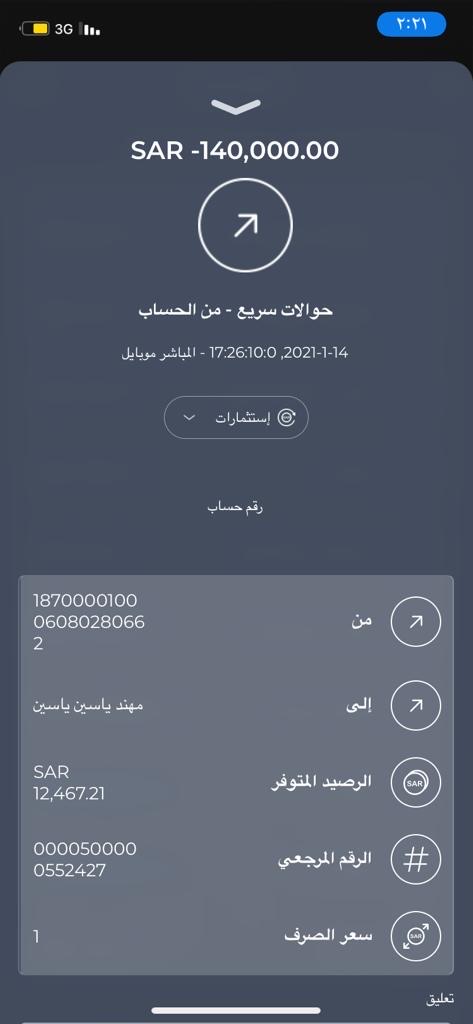 3G
٢:٢١
SAR -140,000.00
حوالات سريع - من الحساب
2021-1-14, 17:26:10:0 - المباشر موبايل
إستثمارات
رقم حساب
من
1870000100
0608028066
2
إلى
مهند ياسين ياسين
الرصيد المتوفر
SAR
12,467.21
SAR
الرقم المرجعي
000050000
0552427
#
سعر الصرف
1
SAR
تعليق